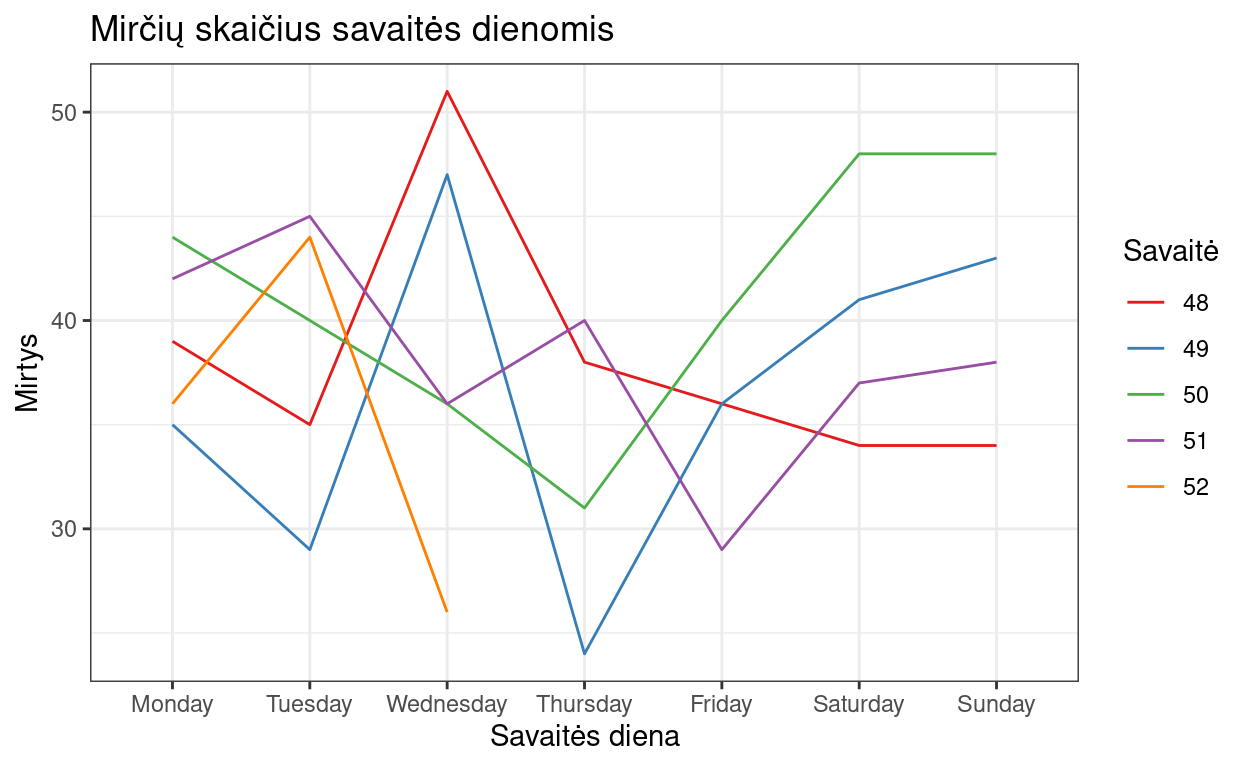 Mirčių skaičius savaitės dienomis
Mirtys
50
40
30
Monday Tuesday Wednesday Thursday Friday Saturday Sunday
Savaitės diena
Savaitė
48
49
50
51
52